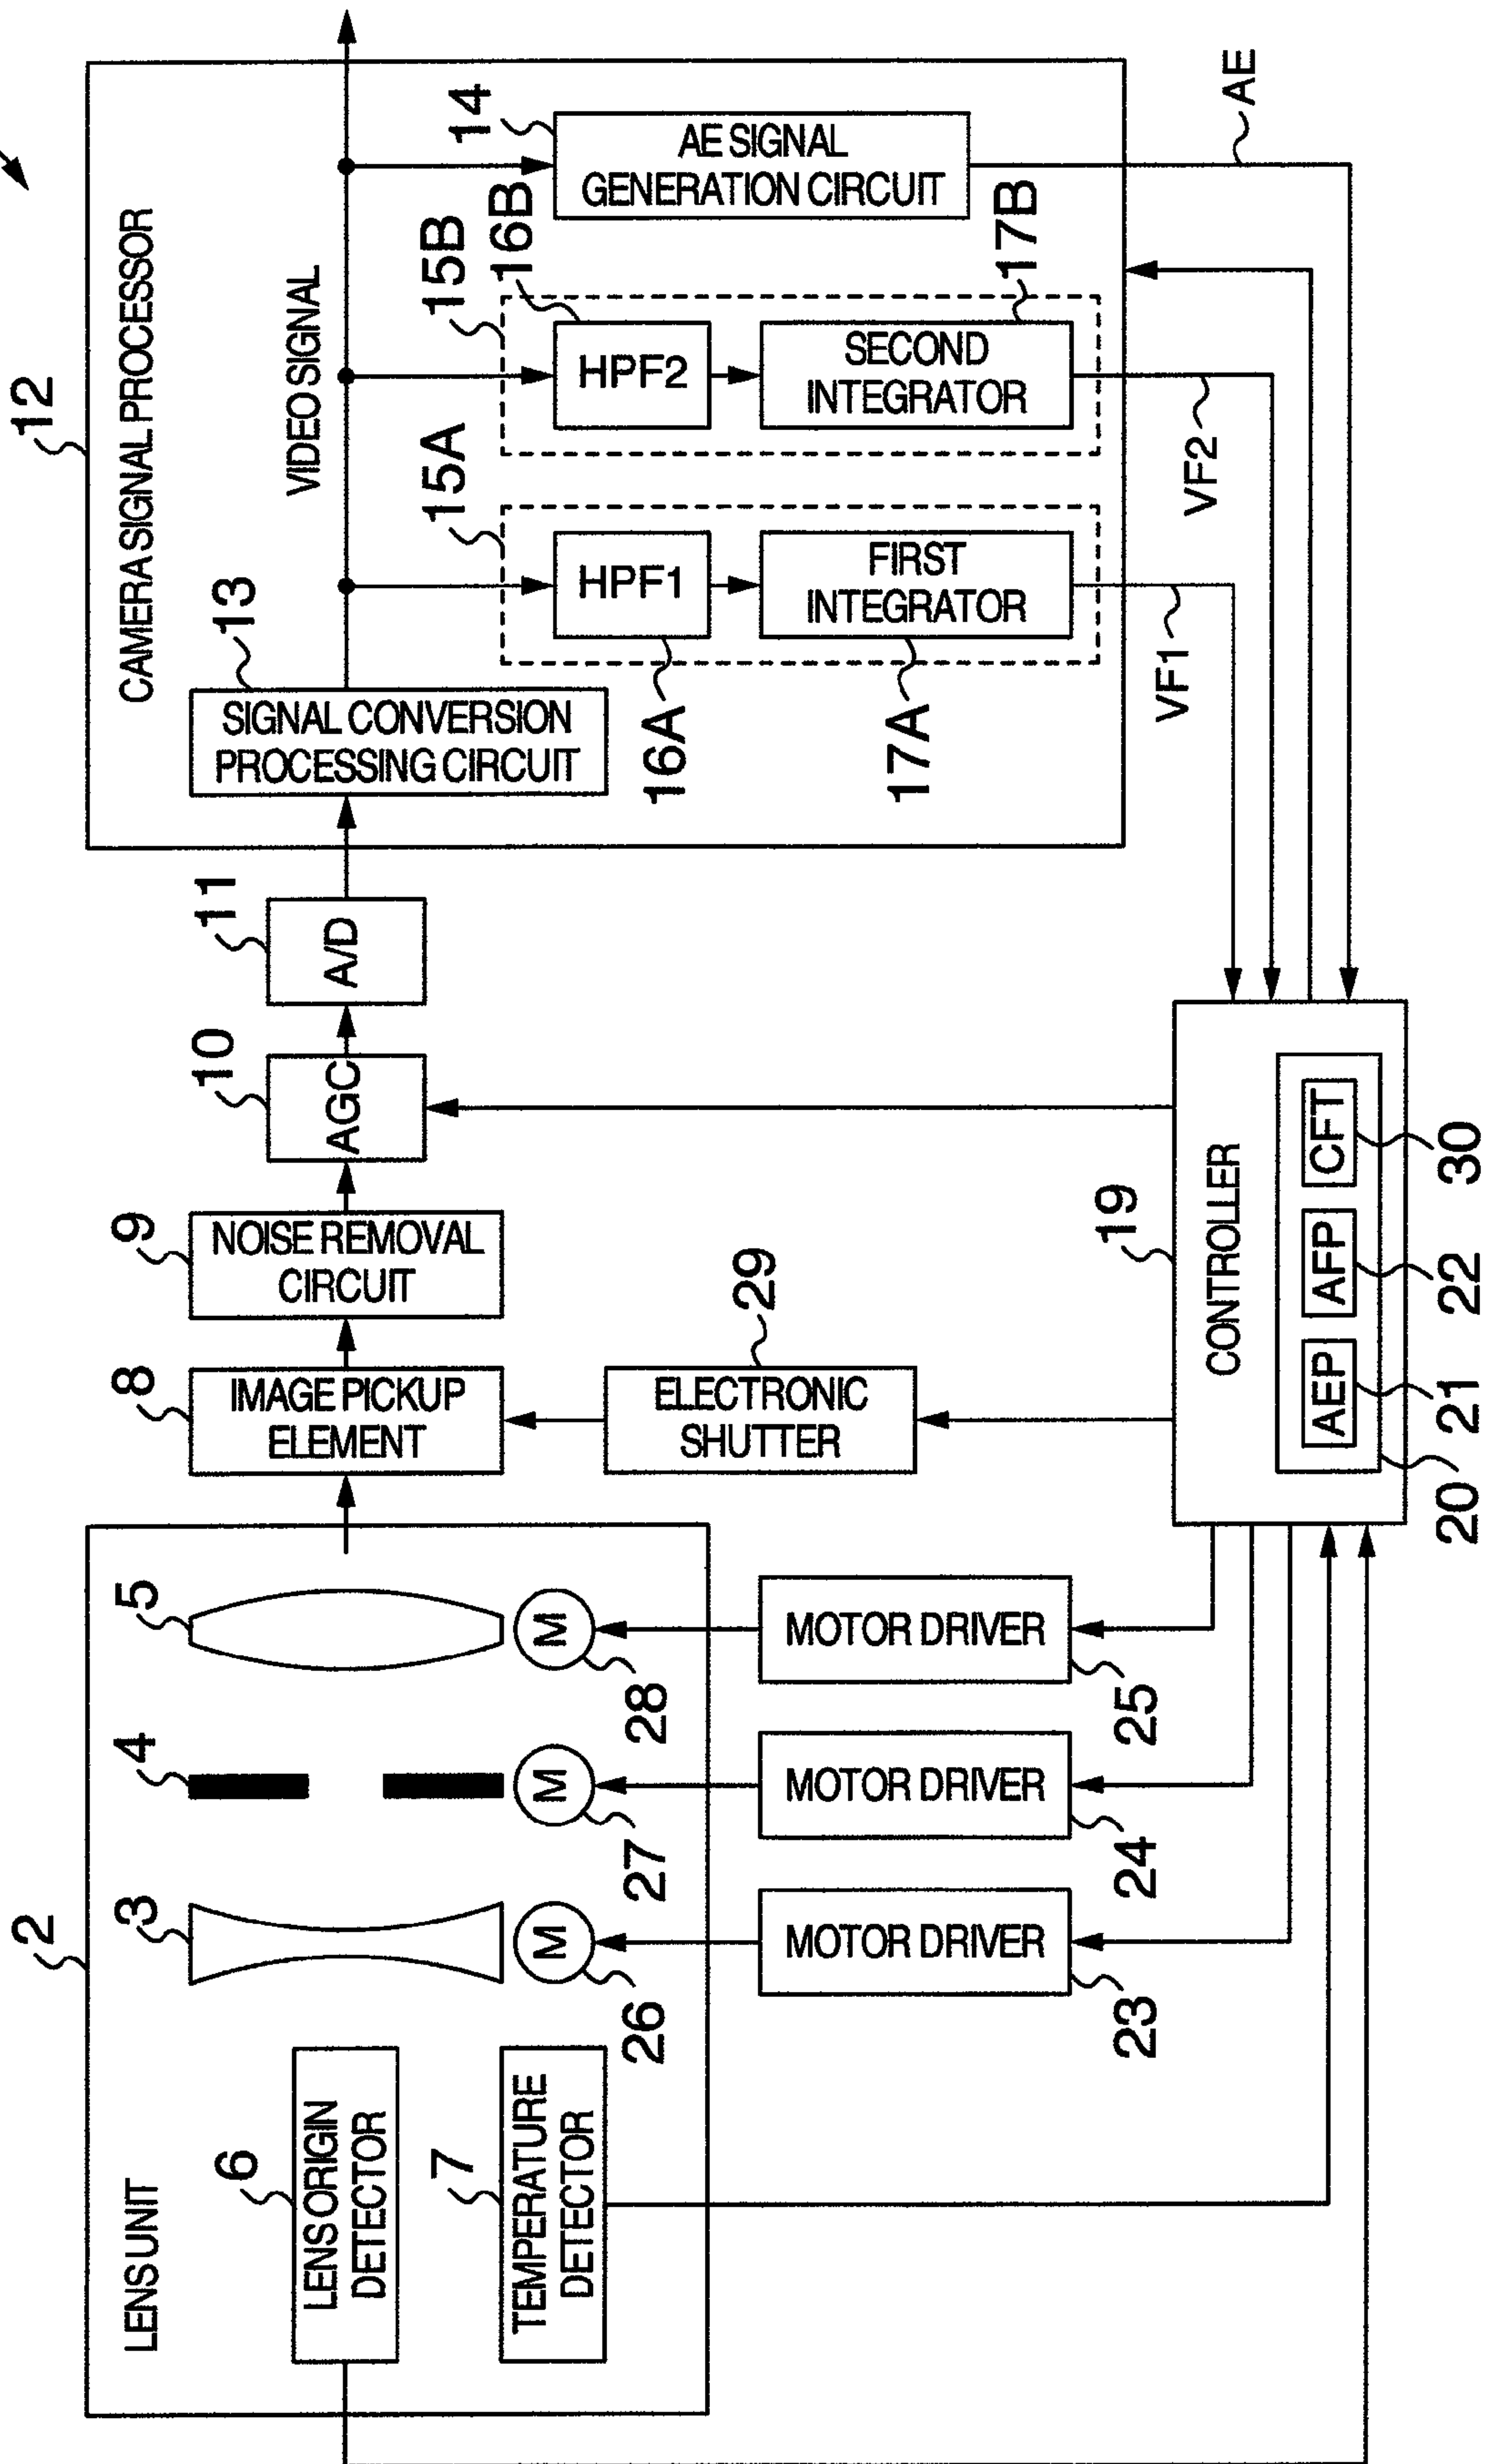 2
LENS UNIT
3
4
5
6
LENS ORIGIN
DETECTOR
7
TEMPERATURE
DETECTOR
M
26
M
27
M
28
MOTOR DRIVER
23
MOTOR DRIVER
24
MOTOR DRIVER
25
8
IMAGE PICKUP
ELEMENT
29
ELECTRONIC
SHUTTER
9
NOISE REMOVAL
CIRCUIT
10
AGC
11
A/D
12
CAMERA SIGNAL PROCESSOR
13
SIGNAL CONVERSION
PROCESSING CIRCUIT
VIDEO SIGNAL
15A
HPF1
16A
FIRST
INTEGRATOR
17A
15B
16B
HPF2
SECOND
INTEGRATOR
17B
14
AE SIGNAL
GENERATION CIRCUIT
VF1
VF2
AE
19
CONTROLLER
AEP
AFP
CFT
20
21
22
30